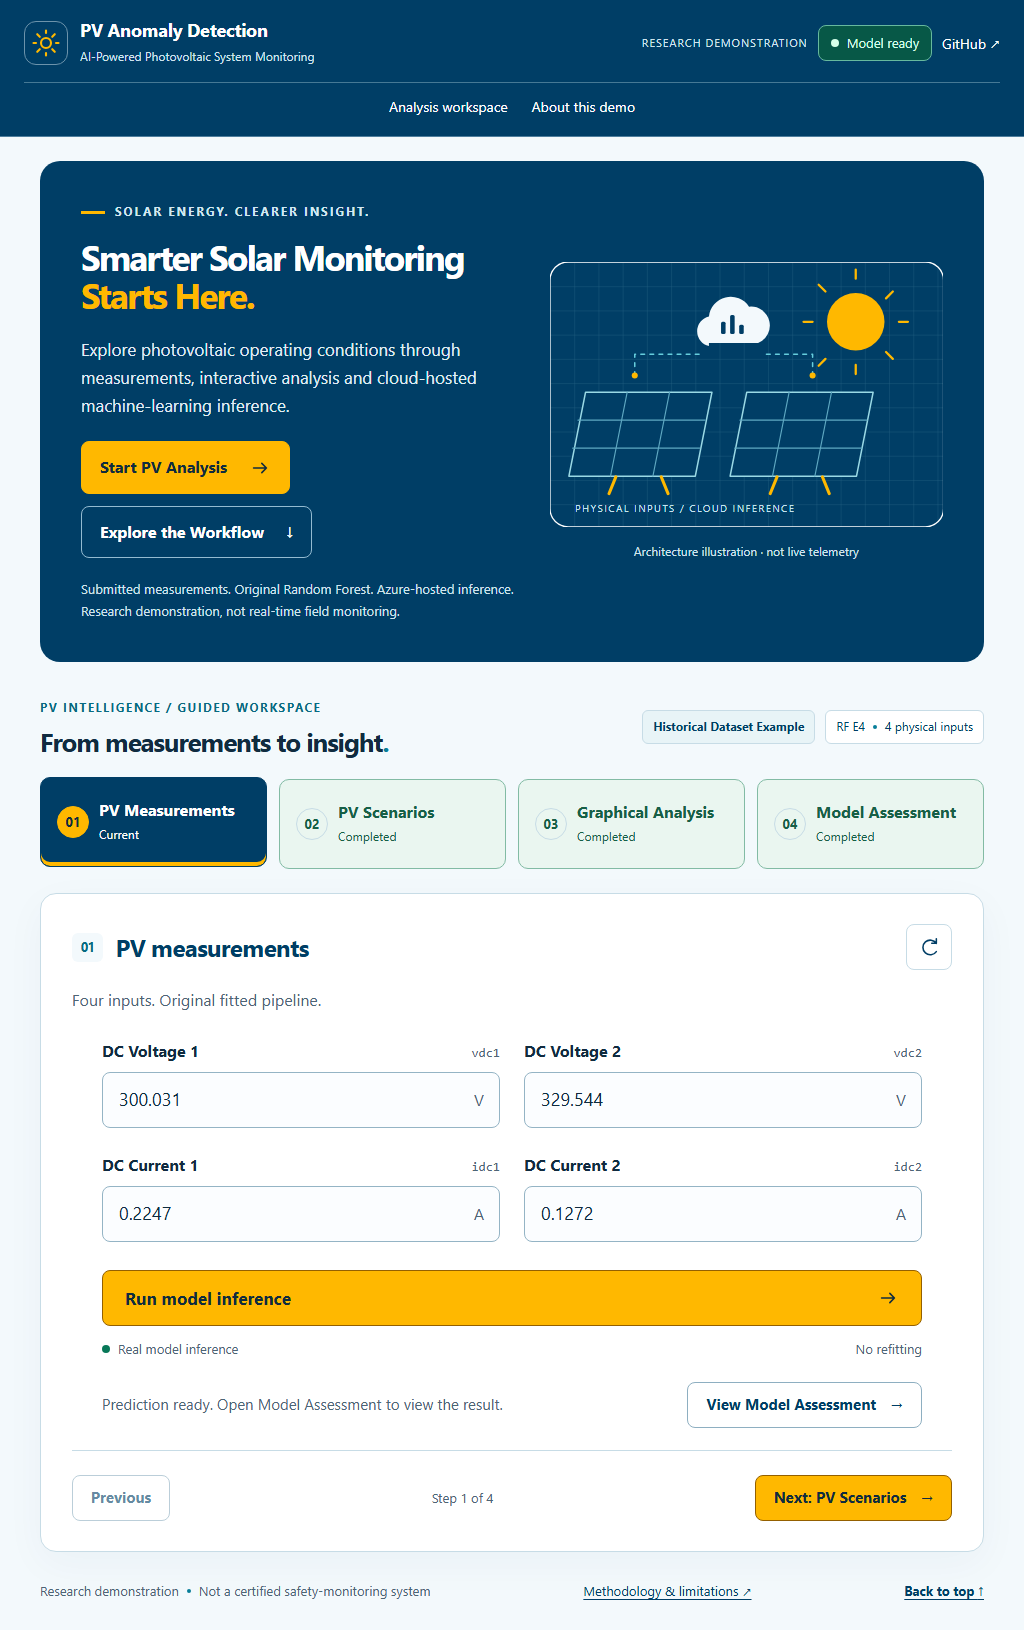 PV Anomaly Detection
AI-Powered Photovoltaic System Monitoring
RESEARCH DEMONSTRATION
Model ready
GitHub ↗
Analysis workspace
About this demo
SOLAR ENERGY. CLEARER INSIGHT.
Smarter Solar Monitoring
Starts Here.
Explore photovoltaic operating conditions through
measurements, interactive analysis and cloud-hosted
machine-learning inference.
Start PV Analysis →
Explore the Workflow ↓
Submitted measurements. Original Random Forest. Azure-hosted inference.
Research demonstration, not real-time field monitoring.
PHYSICAL INPUTS / CLOUD INFERENCE
Architecture illustration · not live telemetry
PV INTELLIGENCE / GUIDED WORKSPACE
From measurements to insight.
Historical Dataset Example
RF E4 • 4 physical inputs
01
PV Measurements
Current
02
PV Scenarios
Completed
03
Graphical Analysis
Completed
04
Model Assessment
Completed
01
PV measurements
Four inputs. Original fitted pipeline.
DC Voltage 1
vdc1
300.031
V
DC Voltage 2
vdc2
329.544
V
DC Current 1
idc1
0.2247
A
DC Current 2
idc2
0.1272
A
Run model inference →
Real model inference
No refitting
Prediction ready. Open Model Assessment to view the result.
View Model Assessment →
Previous
Step 1 of 4
Next: PV Scenarios →
Research demonstration • Not a certified safety-monitoring system
Methodology & limitations ↗
Back to top ↑